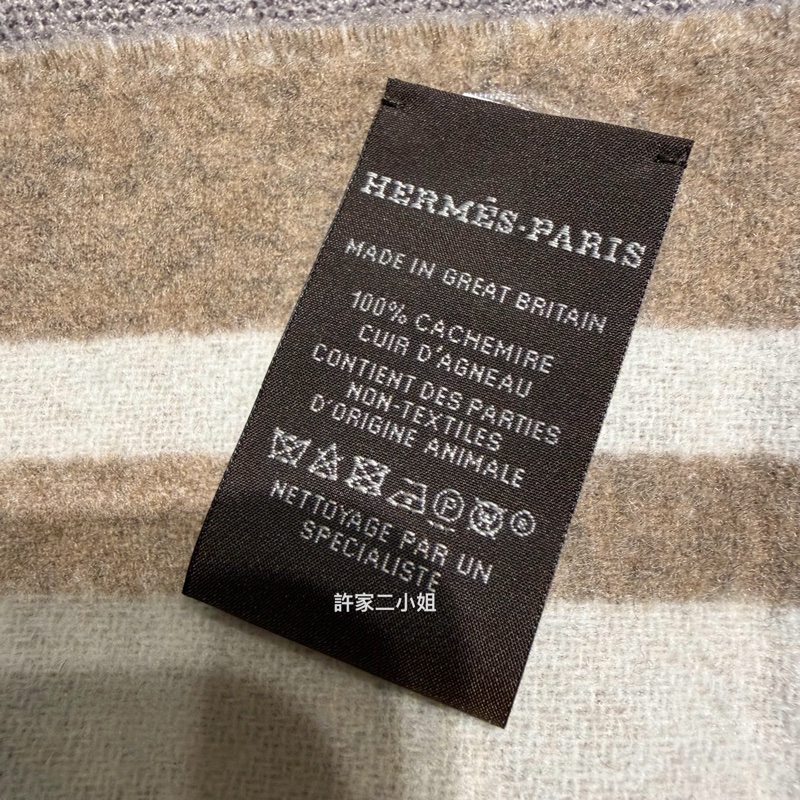 HERMÈS-PARIS
MADE IN GREAT BRITAIN
100% CACHEMIRE
CUIR D'AGNEAU
CONTIENT DES PARTIES
NON-TEXTILES
D'ORIGINE ANIMALE
P W ®
NETTOYAGE PAR UN
SPECIALISTE
許家二小姐